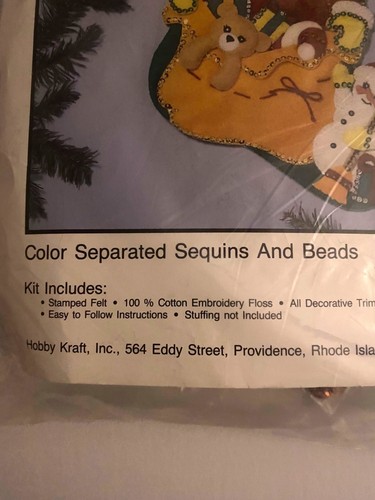 Color Separated Sequins And Beads
Kit Includes:
• Stamped Felt • 100 % Cotton Embroidery Floss • All Decorative Trim
• Easy to Follow Instructions • Stuffing not Included
Hobby Kraft, Inc., 564 Eddy Street, Providence, Rhode Isla